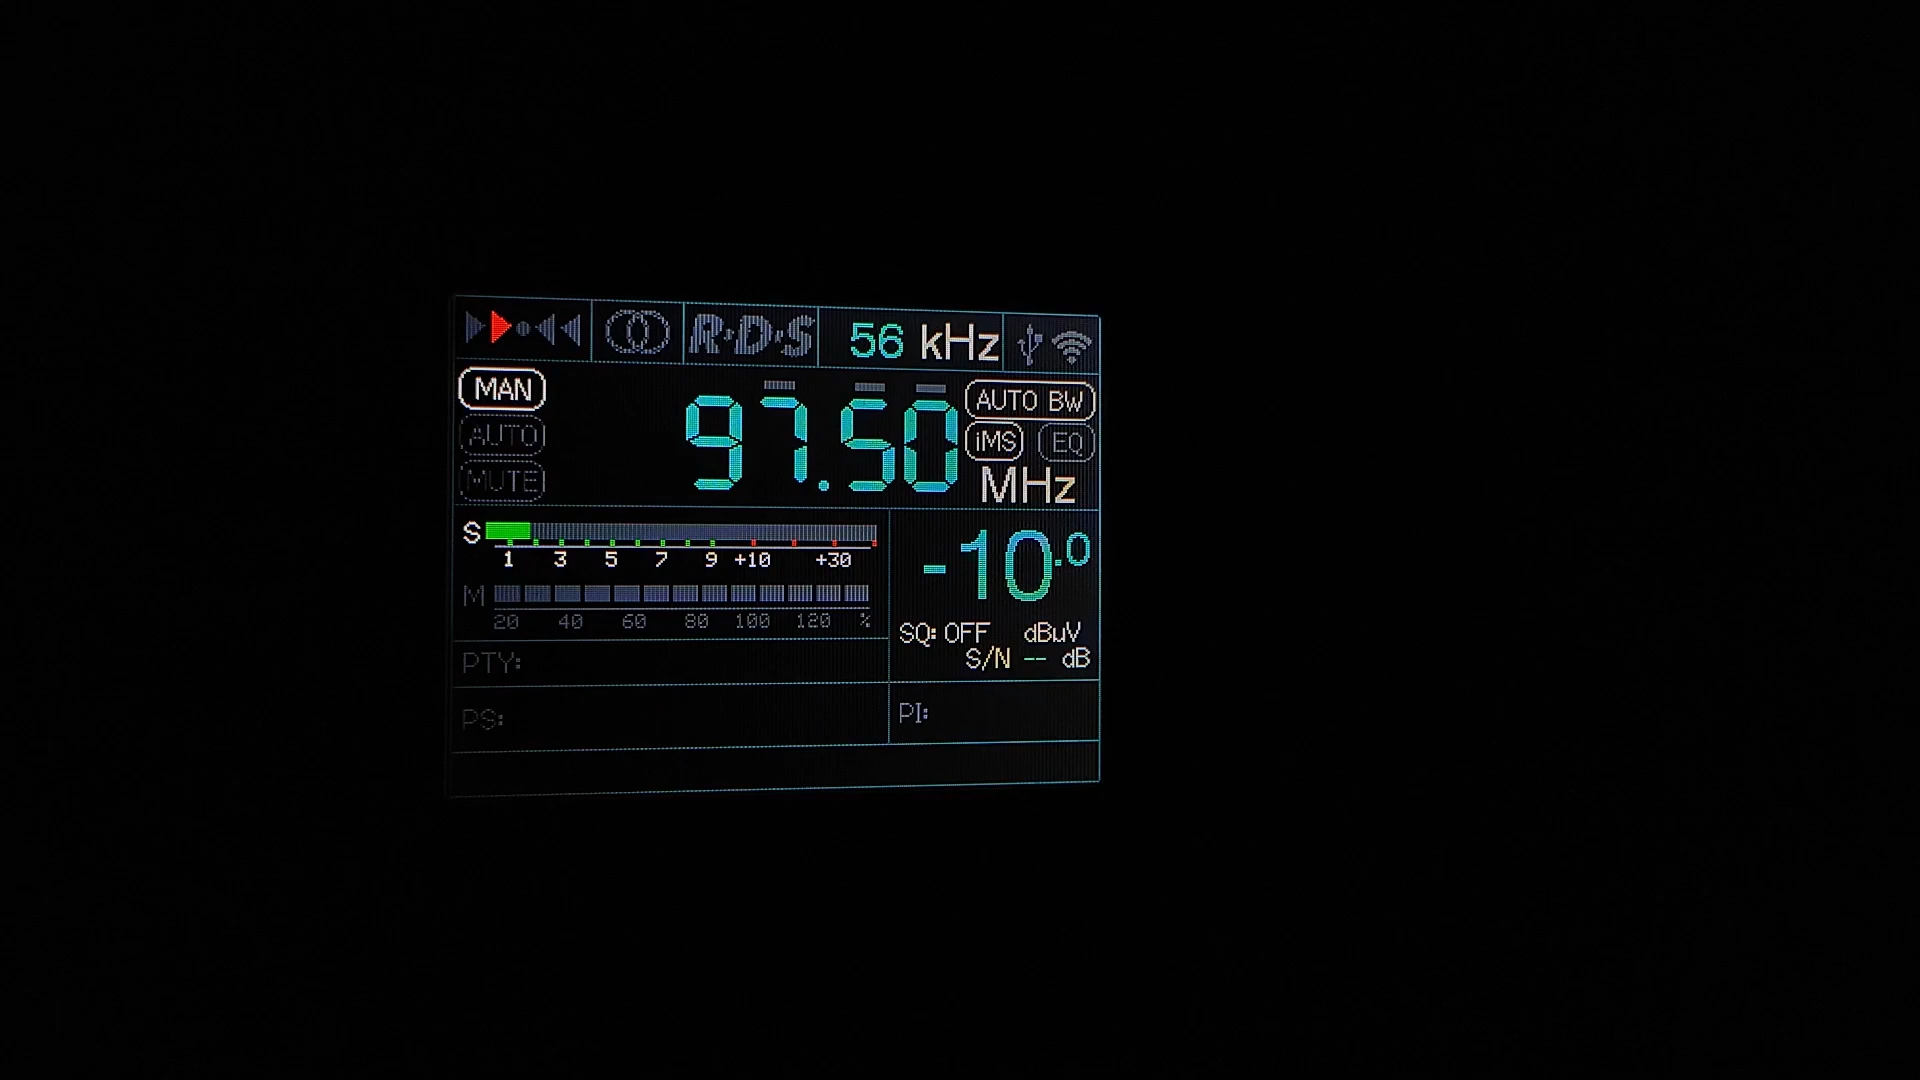 R·D·S 56 kHz
MAN
AUTO
MUTE
97.50
AUTO BW
iMS EQ
MHz
S
1 3 5 7 9 +10 +30
M
20 40 60 80 100 120 %
-10.0
SQ: OFF dBuV
S/N -- dB
PTY:
PS:
PI: